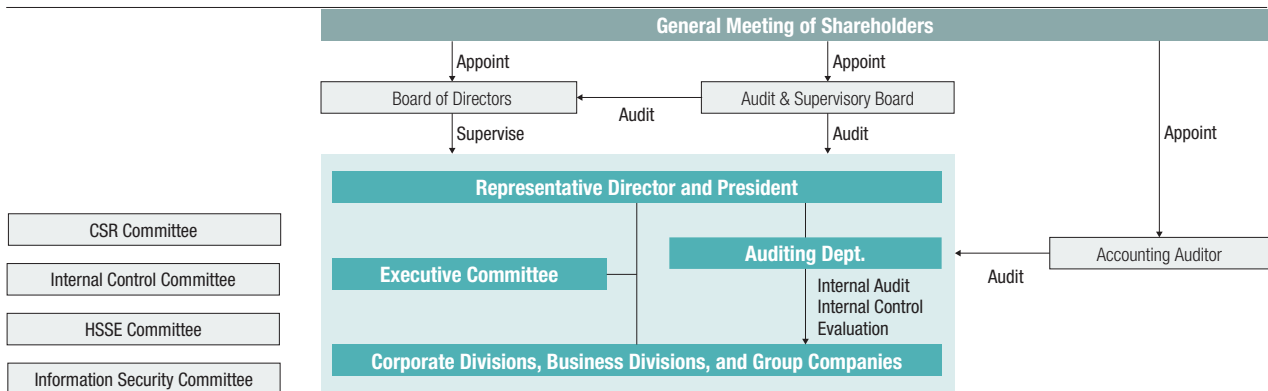 General Meeting of Shareholders
Appoint
Appoint
Board of Directors
Audit & Supervisory Board
Audit
Supervise
Audit
Appoint
Representative Director and President
CSR Committee
Auditing Dept.
Accounting Auditor
Executive Committee
Audit
Internal Control Committee
Internal Audit
Internal Control
Evaluation
HSSE Committee
Corporate Divisions, Business Divisions, and Group Companies
Information Security Committee